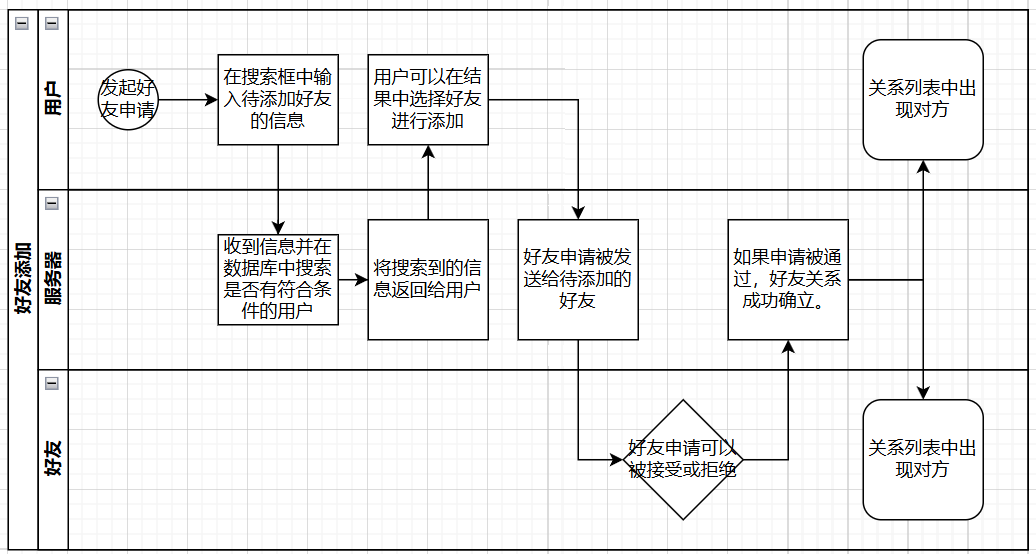 好友添加
用户
发起好
友申请
在搜索框中输
入待添加好友
的信息
用户可以在结
果中选择好友
进行添加
关系列表中出
现对方
服务器
收到信息并在
数据库中搜索
是否有符合条
件的用户
将搜索到的信
息返回给用户
好友申请被发
送给待添加的
好友
如果申请被通
过，好友关系
成功确立。
好友
好友申请可以
被接受或拒绝
关系列表中出
现对方